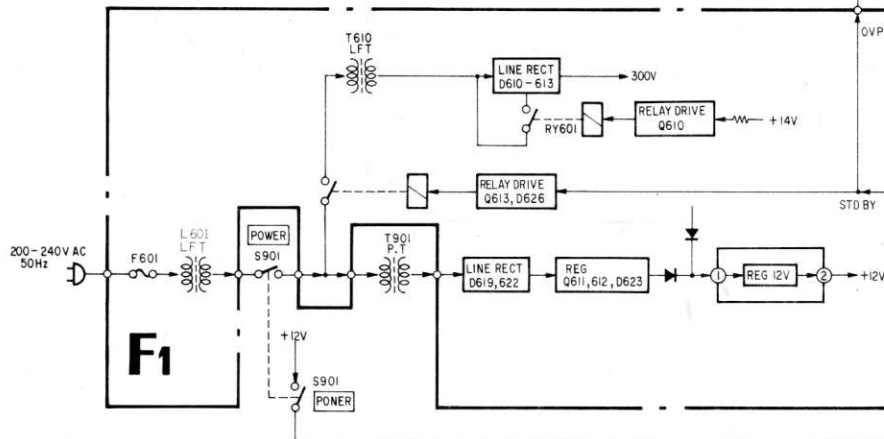 OVP
T610
LFT
LINE RECT
D610-613
300V
RY601
RELAY DRIVE
Q610
+14V
RELAY DRIVE
Q613, D626
STD BY
200-240V AC
50Hz
F601
L601
LFT
POWER
S901
T901
P.T
LINE RECT
D619,622
REG
Q611,612,D623
1
REG 12V
2
+12V
F1
+12V
S901
PONER